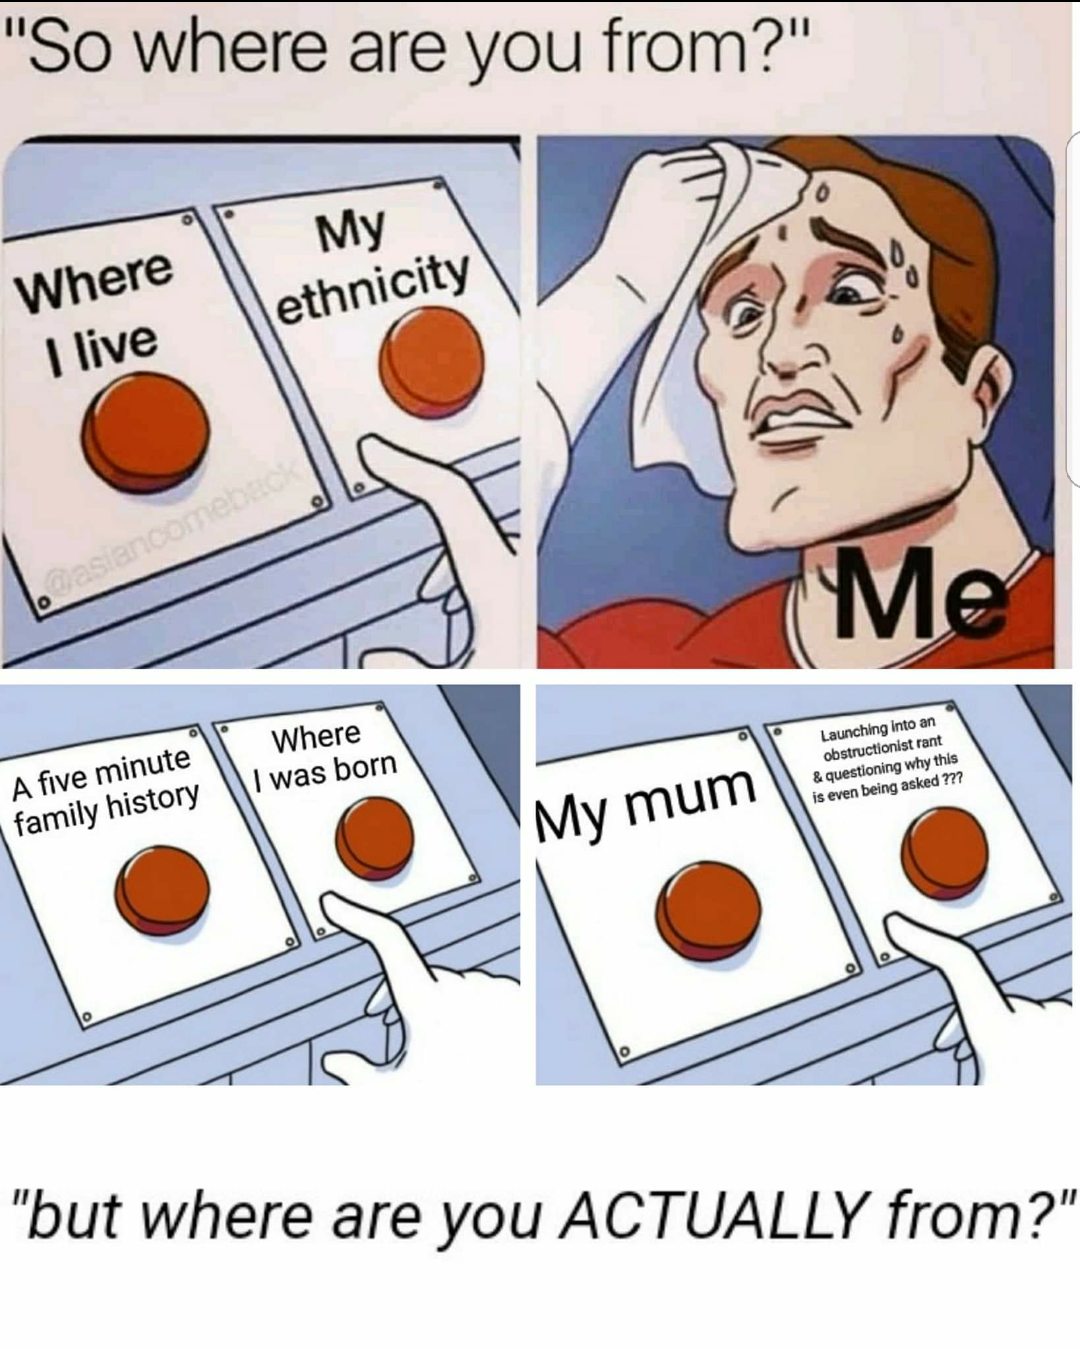 "So where are you from?"
Where
I live
My
ethnicity
@asiancomeback
Me
A five minute
family history
Where
I was born
My mum
Launching into an
obstructionist rant
& questioning why this
is even being asked ???
"but where are you ACTUALLY from?"